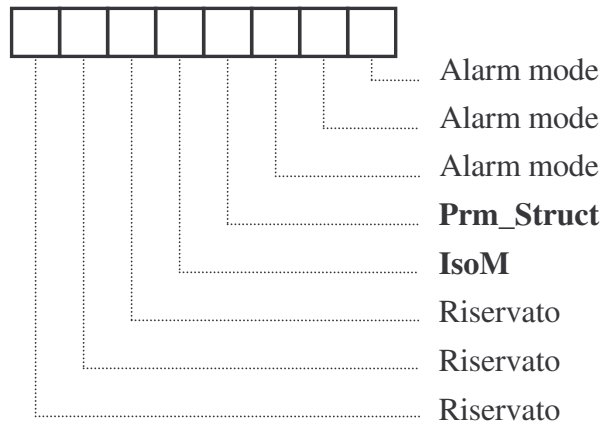 Alarm mode
Alarm mode
Alarm mode
Prm_Struct
IsoM
Riservato
Riservato
Riservato